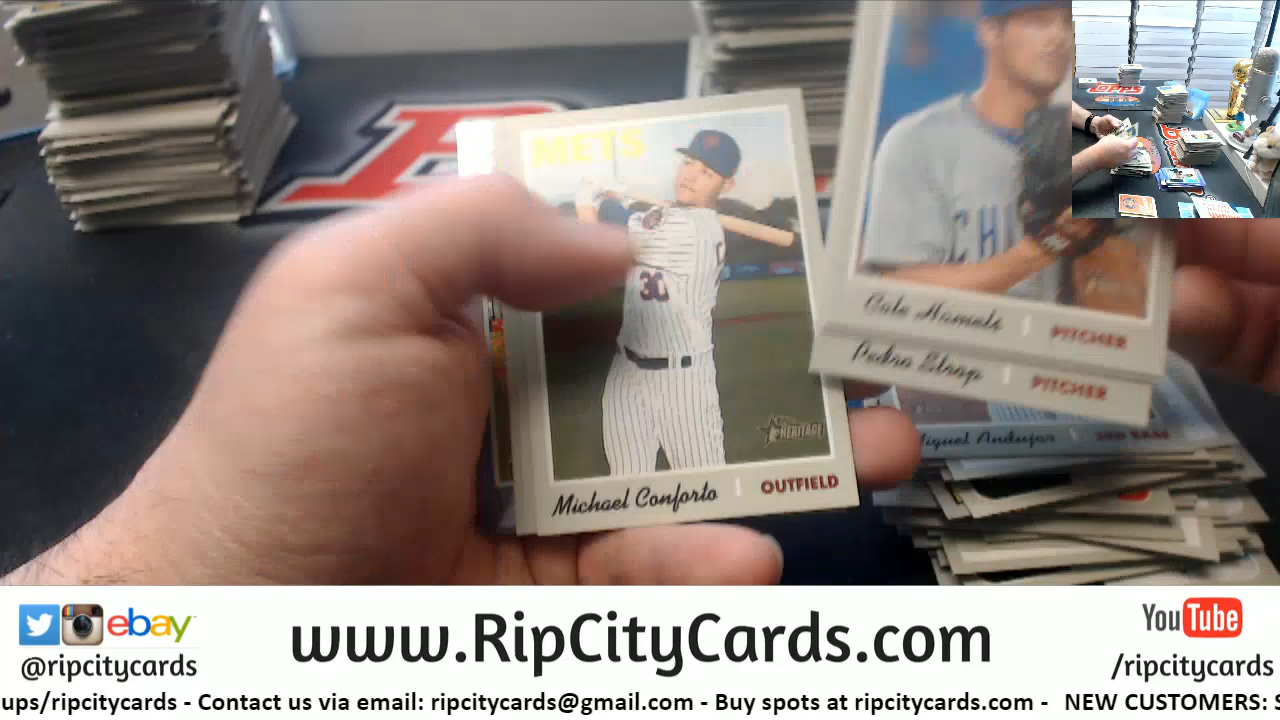 METS
30
HERITAGE
Michael Conforto OUTFIELD
CHI
Cole Hamels PITCHER
Pedro Strop PITCHER
Miguel Andujar 3RD BASE
TOPPS
ebay
@ripcitycards
www.RipCityCards.com
YouTube
/ripcitycards
ups/ripcitycards - Contact us via email: ripcitycards@gmail.com - Buy spots at ripcitycards.com - NEW CUSTOMERS: S